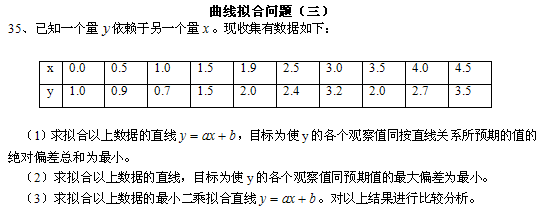 曲线拟合问题（三）
35、已知一个量 y 依赖于另一个量 x 。现收集有数据如下：
x 0.0 0.5 1.0 1.5 1.9 2.5 3.0 3.5 4.0 4.5
y 1.0 0.9 0.7 1.5 2.0 2.4 3.2 2.0 2.7 3.5
（1）求拟合以上数据的直线 y = ax + b，目标为使 y 的各个观察值同按直线关系所预期的值的
绝对偏差总和为最小。
（2）求拟合以上数据的直线，目标为使 y 的各个观察值同预期值的最大偏差为最小。
（3）求拟合以上数据的最小二乘拟合直线 y = ax + b。对以上结果进行比较分析。